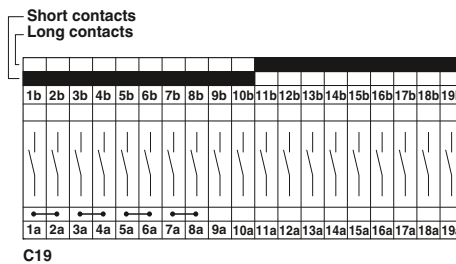 Short contacts
Long contacts
1b 2b 3b 4b 5b 6b 7b 8b 9b 10b 11b 12b 13b 14b 15b 16b 17b 18b 19b
1a 2a 3a 4a 5a 6a 7a 8a 9a 10a 11a 12a 13a 14a 15a 16a 17a 18a 19a
C19